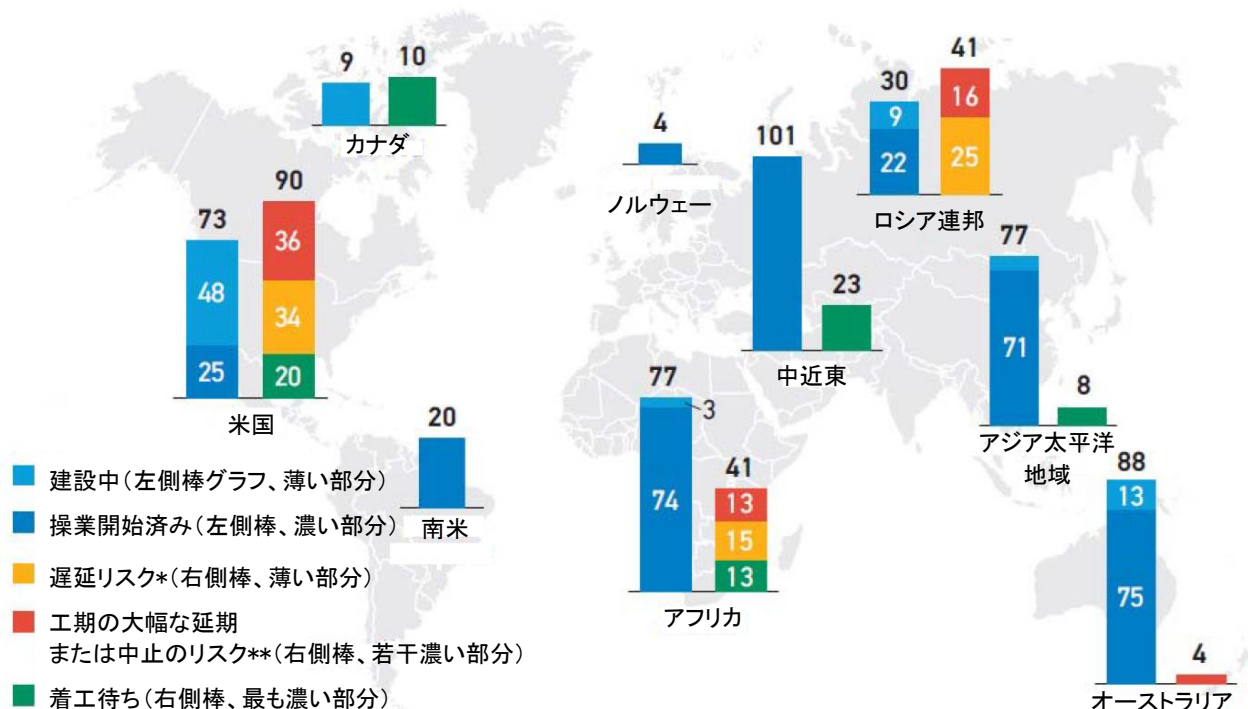 9
10
カナダ
73
48
25
90
36
34
20
米国
20
南米
4
ノルウェー
101
23
中近東
30
9
22
41
16
25
ロシア連邦
77
71
8
アジア太平洋
地域
77
3
74
41
13
15
13
アフリカ
88
13
75
4
オーストラリア
建設中(左側棒グラフ、薄い部分)
操業開始済み(左側棒、濃い部分)
遅延リスク*(右側棒、薄い部分)
工期の大幅な延期
または中止のリスク**(右側棒、若干濃い部分)
着工待ち(右側棒、最も濃い部分)